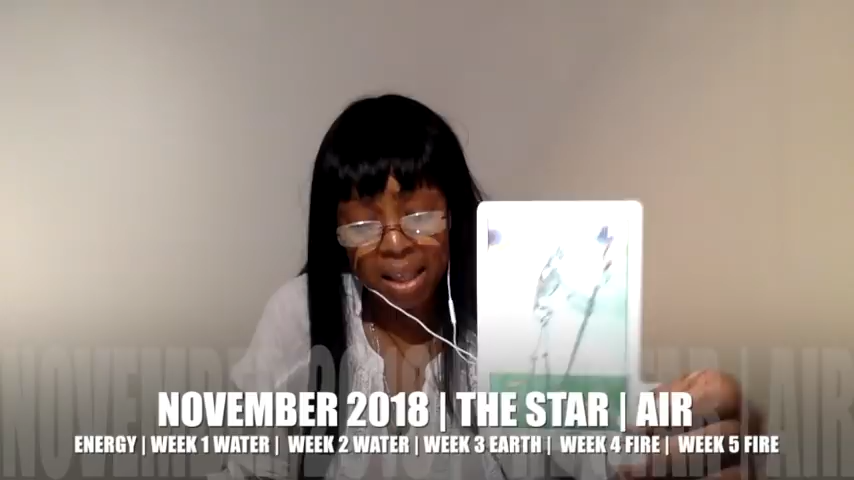 NOVEMBER 2018 | THE STAR | AIR
ENERGY | WEEK 1 WATER | WEEK 2 WATER | WEEK 3 EARTH | WEEK 4 FIRE | WEEK 5 FIRE